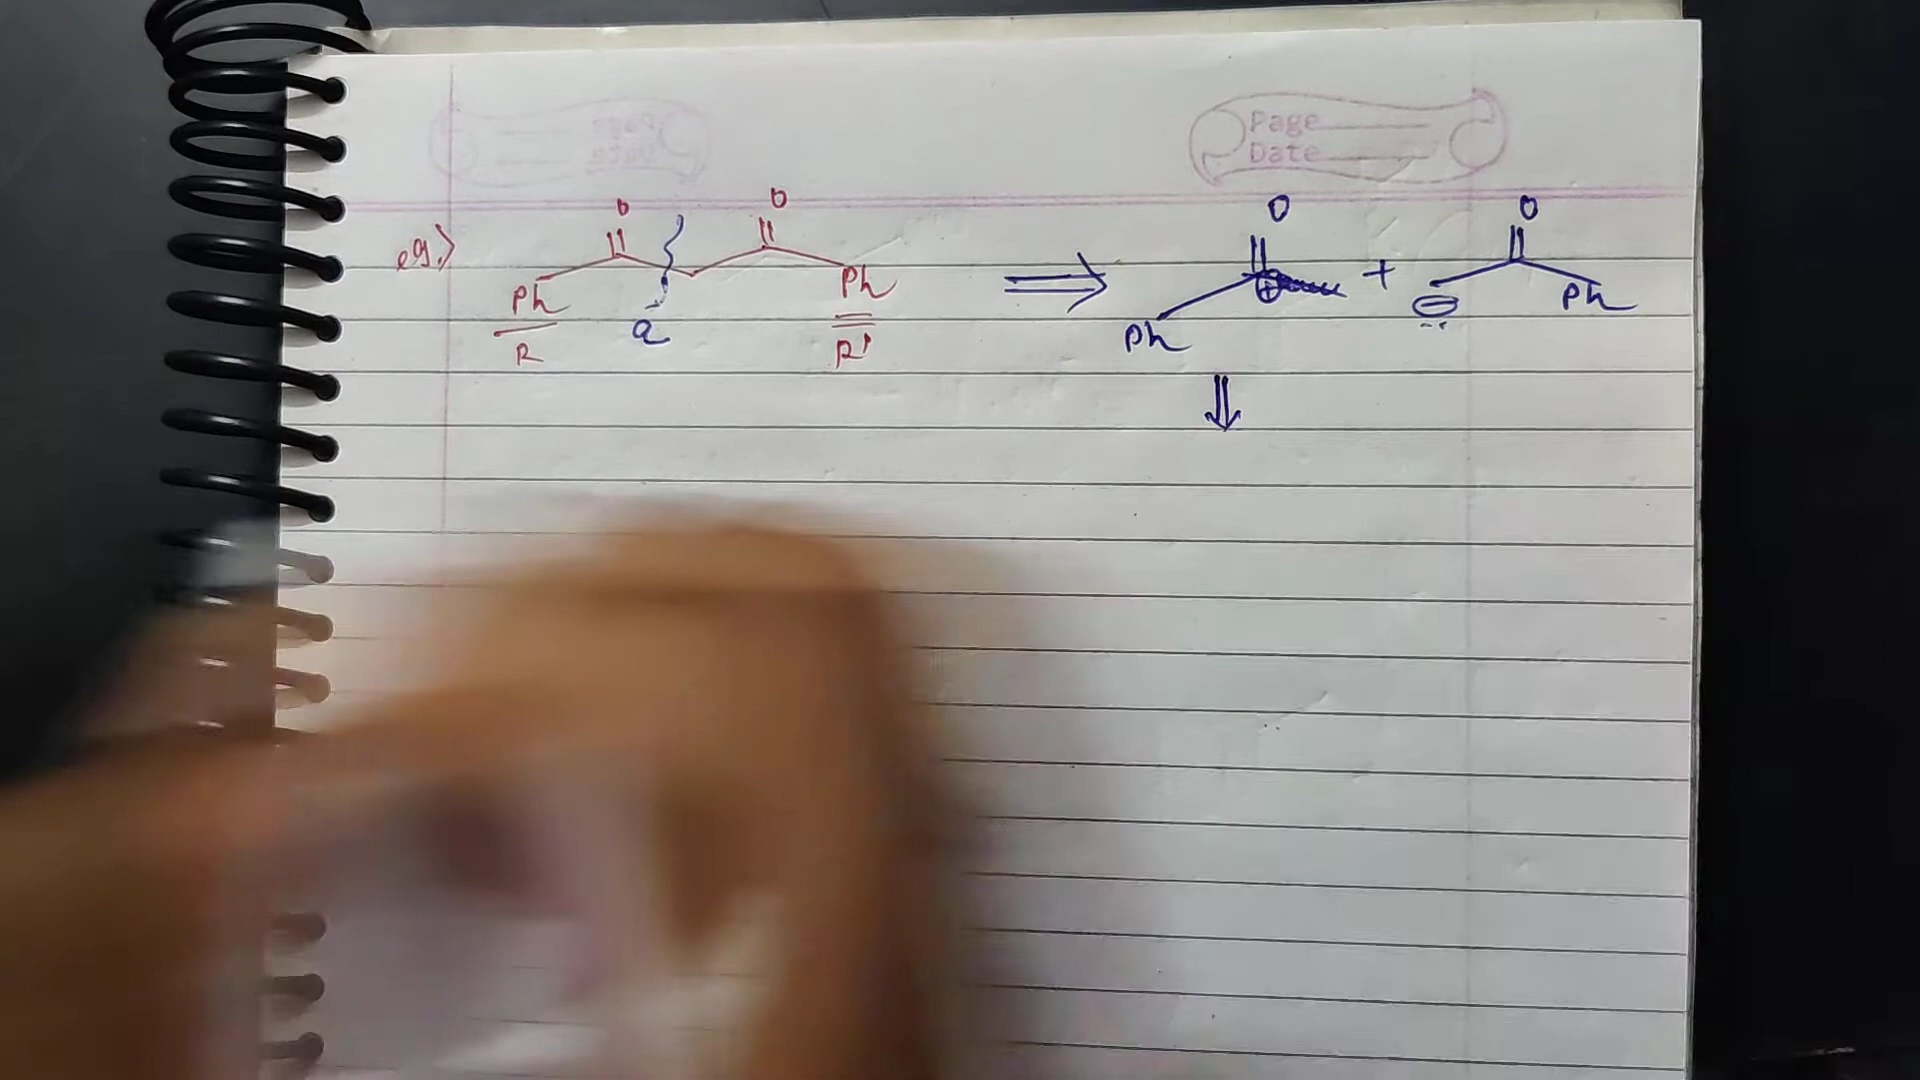 Page
Date
eg.)
O O
Ph Ph
R a R'
O O
Ph ⊕ + ⊖ Ph